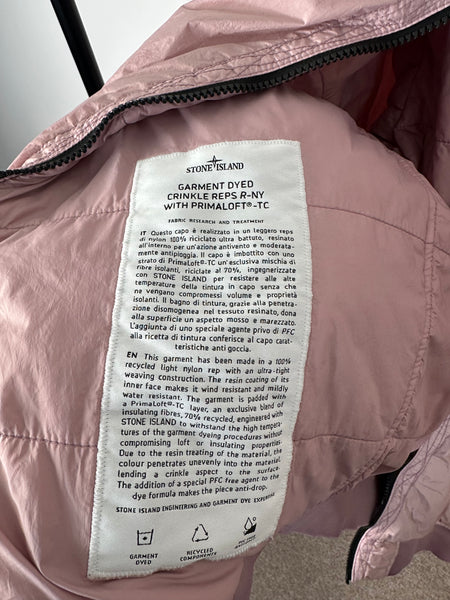 STONE ISLAND
GARMENT DYED
CRINKLE REPS R-NY
WITH PRIMALOFT®-TC
FABRIC RESEARCH AND TREATMENT
IT Questo capo è realizzato in un leggero reps
di nylon 100% riciclato ultra battuto, resinato
all'interno per un'azione antivento e moderata-
mente antipioggia. Il capo è imbottito con uno
strato di PrimaLoft®-TC un'esclusiva mischia di
fibre isolanti, riciclate al 70%, ingegnerizzate
con STONE ISLAND per resistere alle alte
temperature della tintura in capo senza che
ne vengano compromessi volume e proprietà
isolanti. Il bagno di tintura, grazie alla penetra-
zione disomogenea nel tessuto resinato, dona
alla superficie un aspetto mosso e marezzato.
L'aggiunta di uno speciale agente privo di PFC
alla ricetta di tintura conferisce al capo carat-
teristiche anti goccia.
EN This garment has been made in a 100%
recycled light nylon rep with an ultra-tight
weaving construction. The resin coating of its
inner face makes it wind resistant and mildly
water resistant. The garment is padded with
a PrimaLoft®-TC layer, an exclusive blend of
insulating fibres, 70% recycled, engineered with
STONE ISLAND to withstand the high tempera-
tures of the garment dyeing procedures without
compromising loft or insulating properties.
Due to the resin treatment of the material, the
colour penetrates unevenly into the material,
lending a crinkle aspect to the surface.
The addition of a special PFC free agent to the
dye formula makes the piece anti-drop.
STONE ISLAND ENGINEERING AND GARMENT DYE EXPERTISE
GARMENT
DYED
RECYCLED
COMPONENTS